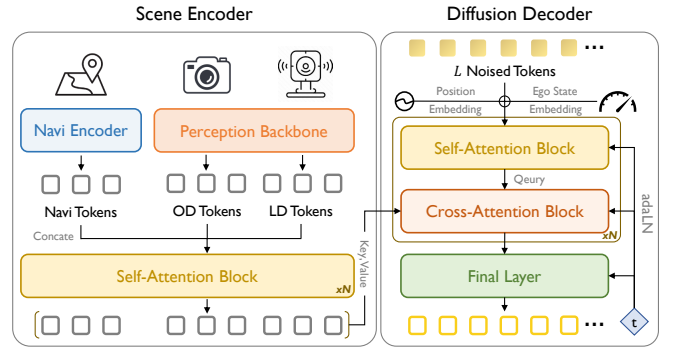 Scene Encoder
Navi Encoder
Perception Backbone
Navi Tokens
OD Tokens
LD Tokens
Concate
Self-Attention Block
xN
Key,Value
Diffusion Decoder
...
L Noised Tokens
Position
Embedding
Ego State
Embedding
Self-Attention Block
Qeury
Cross-Attention Block
xN
adaLN
Final Layer
...
t